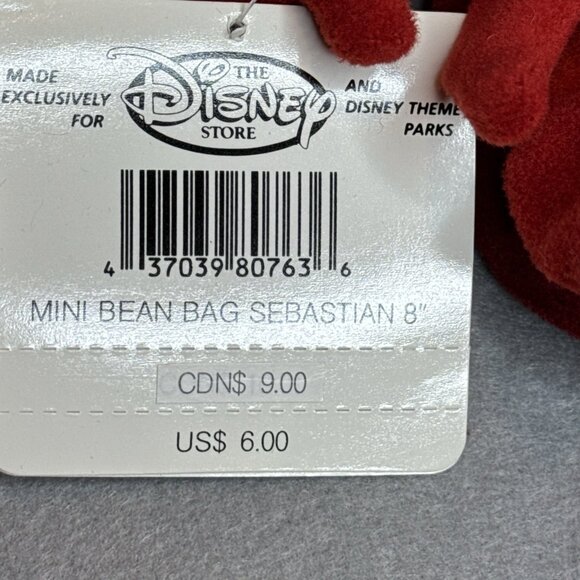 MADE EXCLUSIVELY FOR
THE
Disney
STORE
AND DISNEY THEME PARKS
4 37039 80763 6
MINI BEAN BAG SEBASTIAN 8"
CDN$ 9.00
US$ 6.00